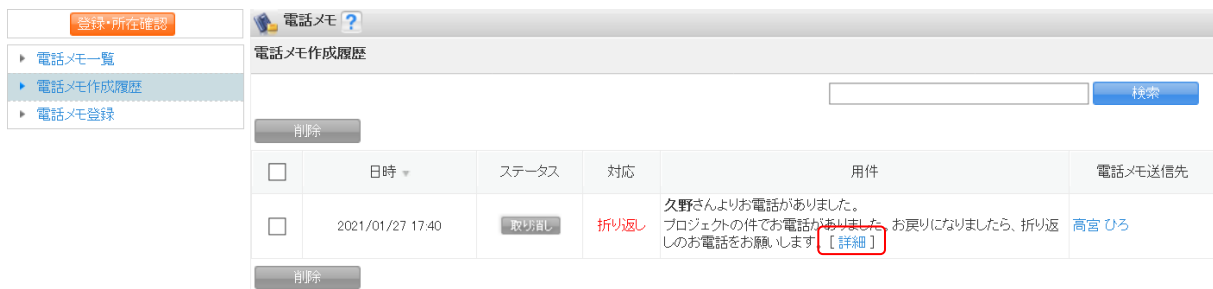 登録・所在確認
電話メモ一覧
電話メモ作成履歴
電話メモ登録
電話メモ ?
電話メモ作成履歴
検索
削除
日時 ステータス 対応 用件 電話メモ送信先
2021/01/27 17:40 取り消し 折り返し
久野さんよりお電話がありました。
プロジェクトの件でお電話がありました。お戻りになりましたら、折り返
しのお電話をお願いします。[ 詳細 ]
高宮 ひろ
削除